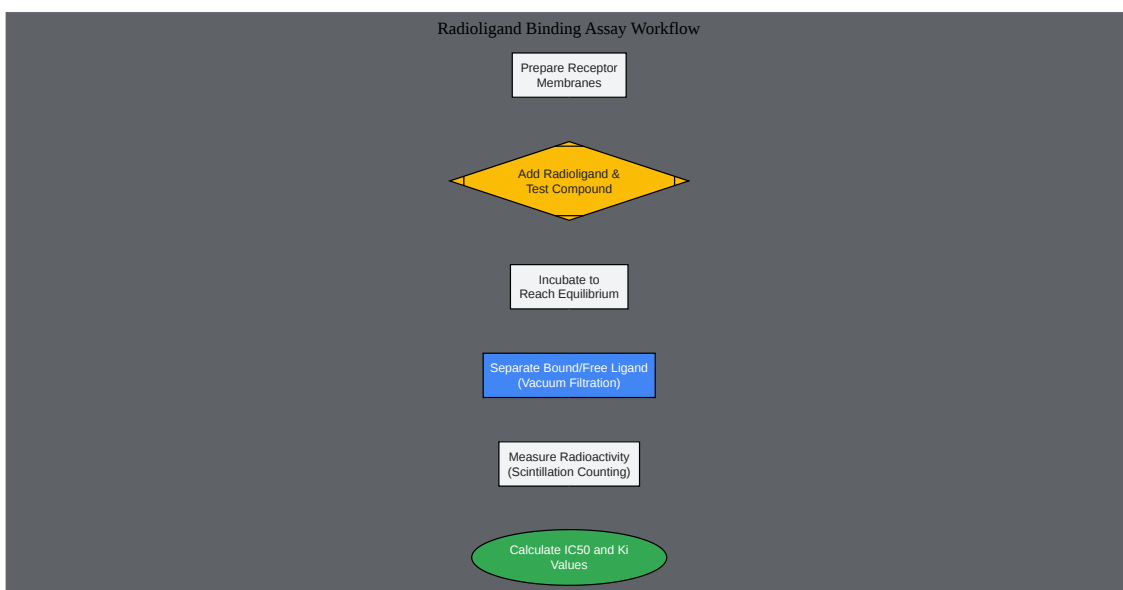 Radioligand Binding Assay Workflow
Prepare Receptor
Membranes
Add Radioligand &
Test Compound
Incubate to
Reach Equilibrium
Separate Bound/Free Ligand
(Vacuum Filtration)
Measure Radioactivity
(Scintillation Counting)
Calculate IC50 and Ki
Values